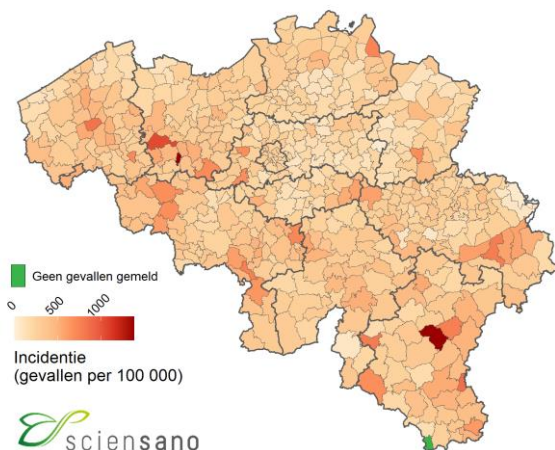 Geen gevallen gemeld
0 500 1000
Incidentie
(gevallen per 100 000)
sciensano